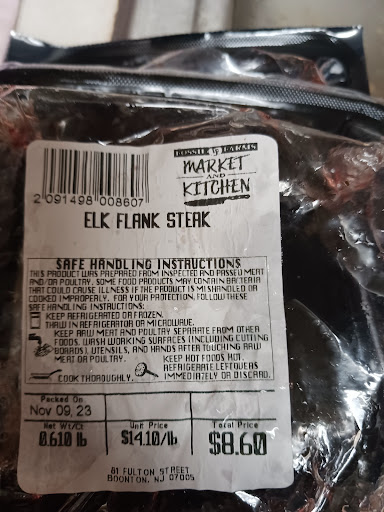 FOSSIL FARMS
MARKET
AND
KITCHEN
2 091498 008607
ELK FLANK STEAK
SAFE HANDLING INSTRUCTIONS
THIS PRODUCT WAS PREPARED FROM INSPECTED AND PASSED MEAT
AND/OR POULTRY. SOME FOOD PRODUCTS MAY CONTAIN BACTERIA
THAT COULD CAUSE ILLNESS IF THE PRODUCT IS MISHANDLED OR
COOKED IMPROPERLY. FOR YOUR PROTECTION, FOLLOW THESE
SAFE HANDLING INSTRUCTIONS:
KEEP REFRIGERATED OR FROZEN.
THAW IN REFRIGERATOR OR MICROWAVE.
KEEP RAW MEAT AND POULTRY SEPARATE FROM OTHER
FOODS. WASH WORKING SURFACES (INCLUDING CUTTING
BOARDS), UTENSILS, AND HANDS AFTER TOUCHING RAW
MEAT OR POULTRY.
COOK THOROUGHLY.
KEEP HOT FOODS HOT.
REFRIGERATE LEFTOVERS
IMMEDIATELY OR DISCARD.
Packed On
Nov 09, 23
Net Wt/Ct
0.610 lb
Unit Price
$14.10/lb
Total Price
$8.60
81 FULTON STREET
BOONTON, NJ 07005